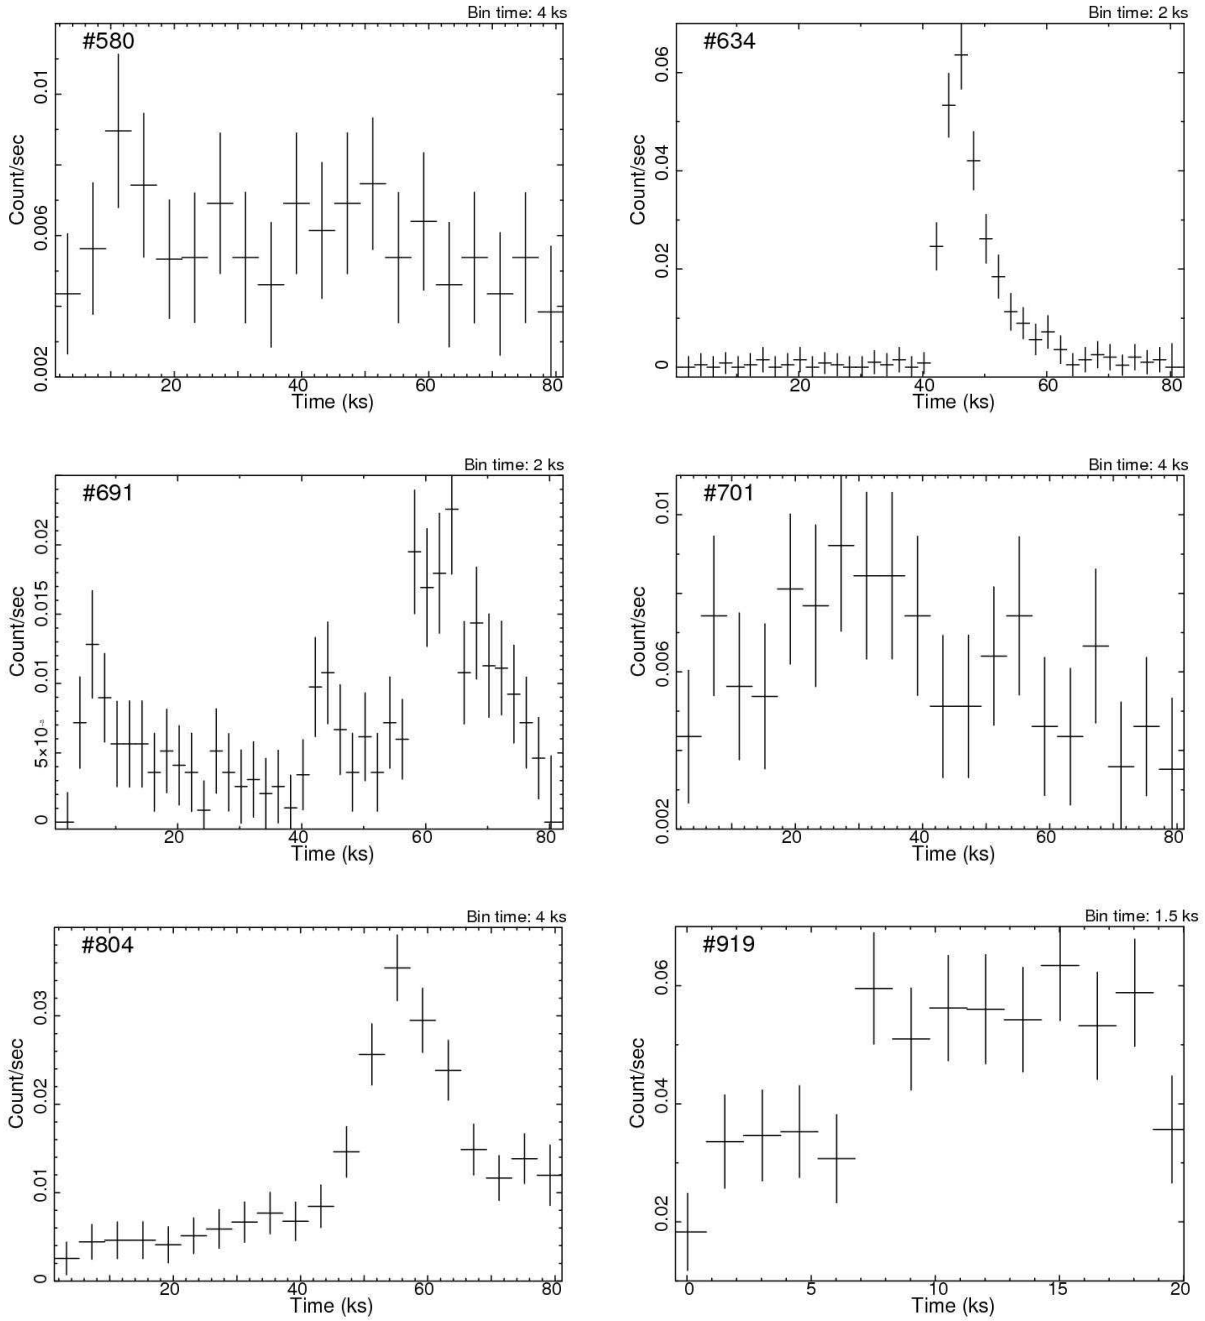 Bin time: 4 ks
#580
Count/sec
0.01
0.006
0.002
20 40 60 80
Time (ks)
Bin time: 2 ks
#634
Count/sec
0.06
0.04
0.02
0
20 40 60 80
Time (ks)
Bin time: 2 ks
#691
Count/sec
0.02
0.015
0.01
5×10⁻³
0
20 40 60 80
Time (ks)
Bin time: 4 ks
#701
Count/sec
0.01
0.006
0.002
20 40 60 80
Time (ks)
Bin time: 4 ks
#804
Count/sec
0.03
0.02
0.01
0
20 40 60 80
Time (ks)
Bin time: 1.5 ks
#919
Count/sec
0.06
0.04
0.02
0 5 10 15 20
Time (ks)